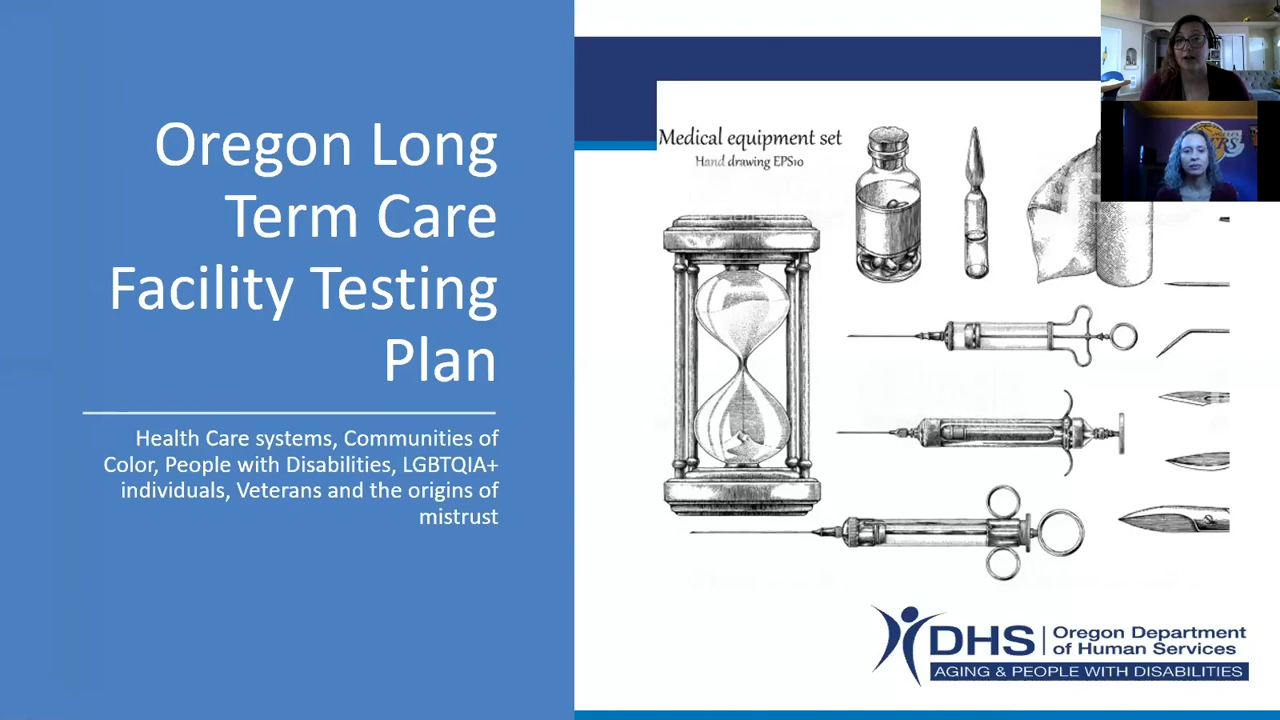 Oregon Long
Term Care
Facility Testing
Plan
Health Care systems, Communities of
Color, People with Disabilities, LGBTQIA+
individuals, Veterans and the origins of
mistrust
Medical equipment set
Hand drawing EPS10
DHS
Oregon Department
of Human Services
AGING & PEOPLE WITH DISABILITIES